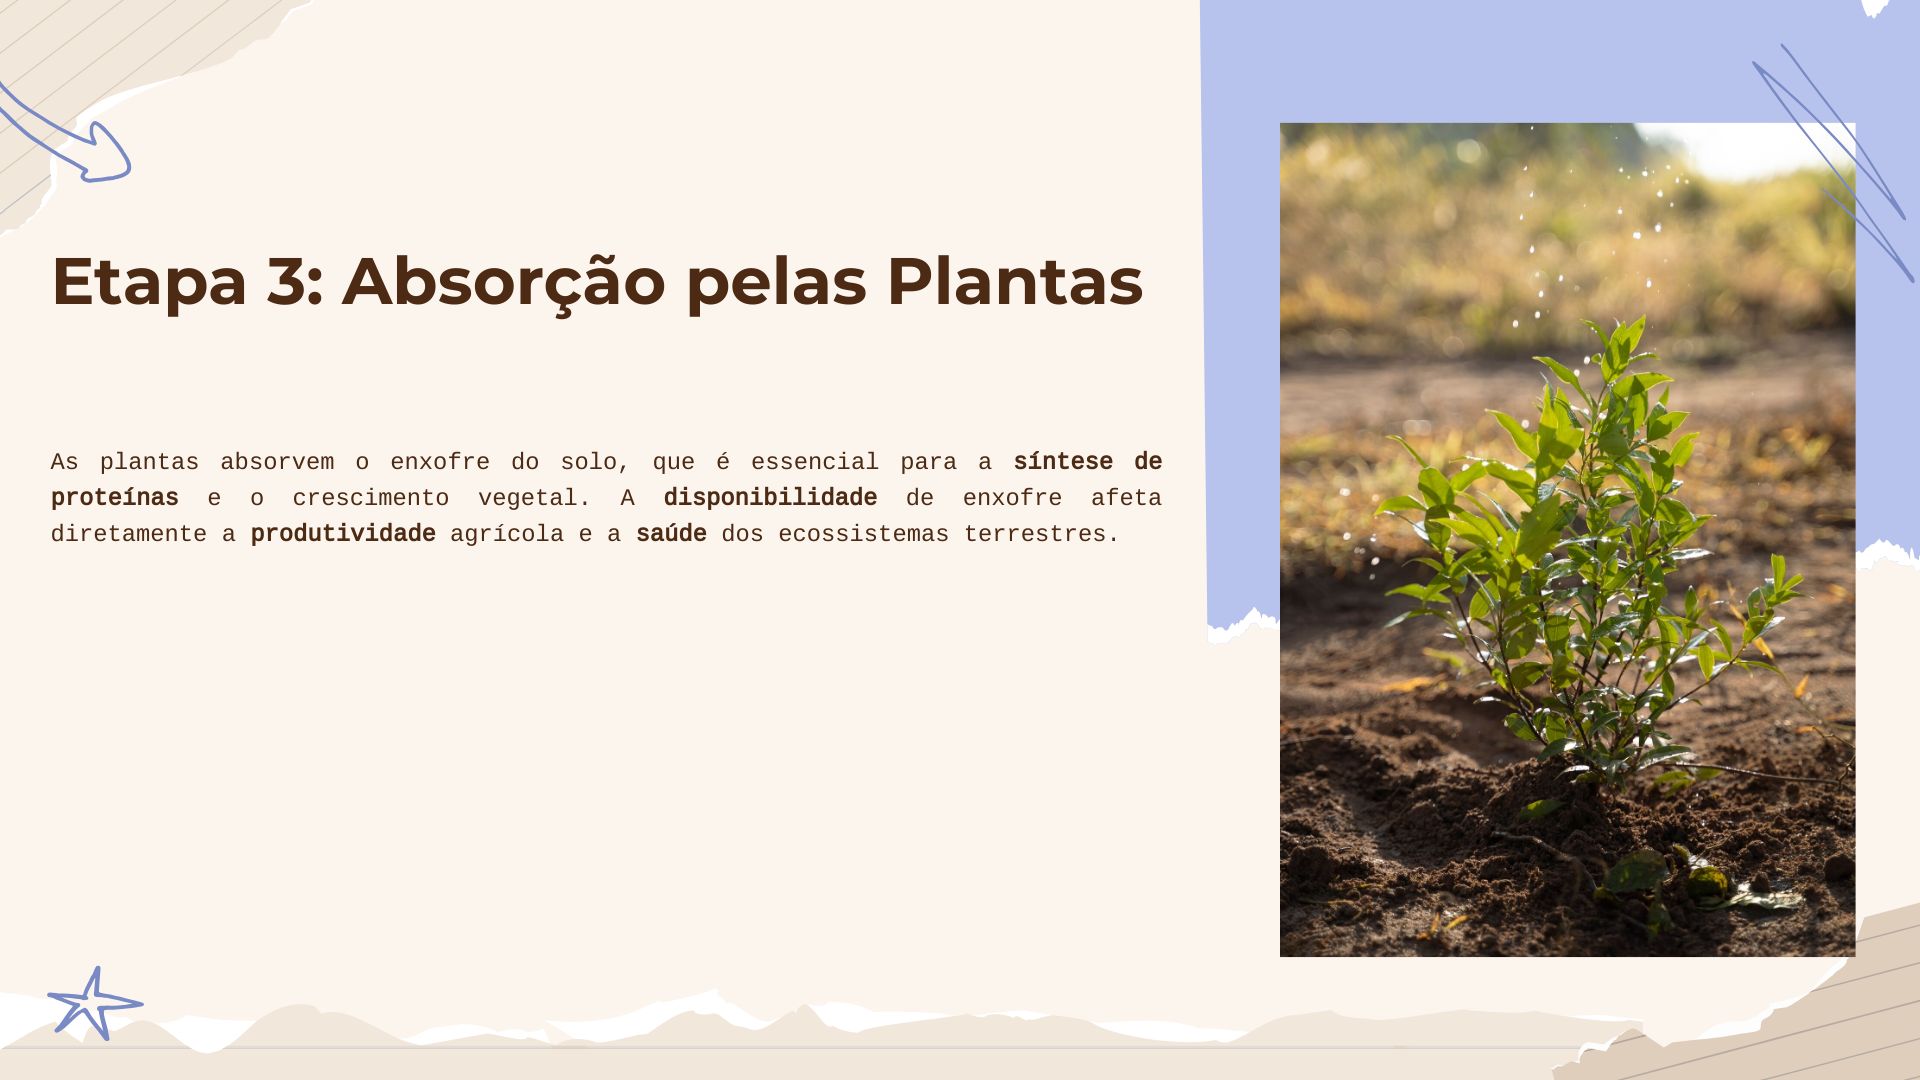 Etapa 3: Absorção pelas Plantas
As plantas absorvem o enxofre do solo, que é essencial para a síntese de
proteínas e o crescimento vegetal. A disponibilidade de enxofre afeta
diretamente a produtividade agrícola e a saúde dos ecossistemas terrestres.